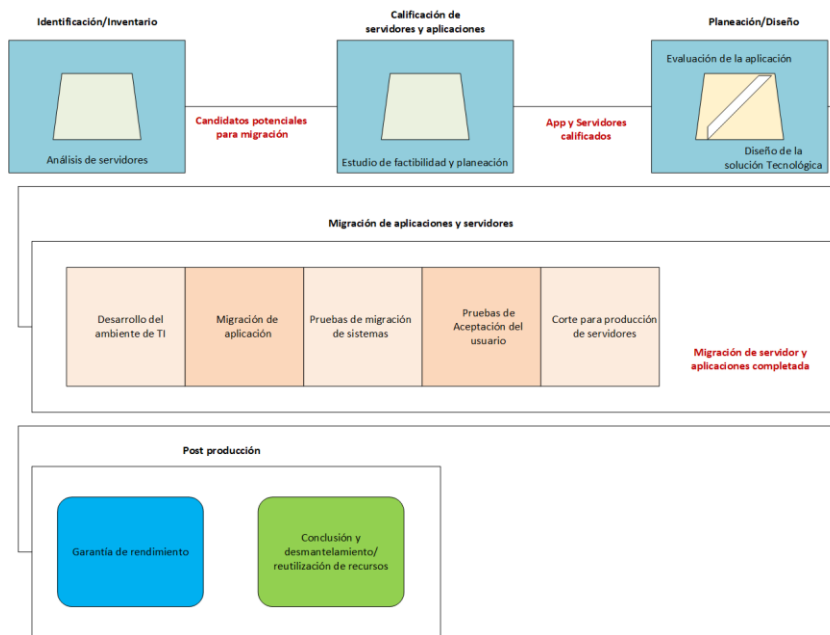 Identificación/Inventario
Calificación de
servidores y aplicaciones
Planeación/Diseño
Análisis de servidores
Candidatos potenciales
para migración
Estudio de factibilidad y planeación
App y Servidores
calificados
Evaluación de la aplicación
Diseño de la
solución Tecnológica
Migración de aplicaciones y servidores
Desarrollo del
ambiente de TI
Migración de
aplicación
Pruebas de migración
de sistemas
Pruebas de
Aceptación del
usuario
Corte para producción
de servidores
Migración de servidor y
aplicaciones completada
Post producción
Garantía de rendimiento
Conclusión y
desmantelamiento/
reutilización de recursos